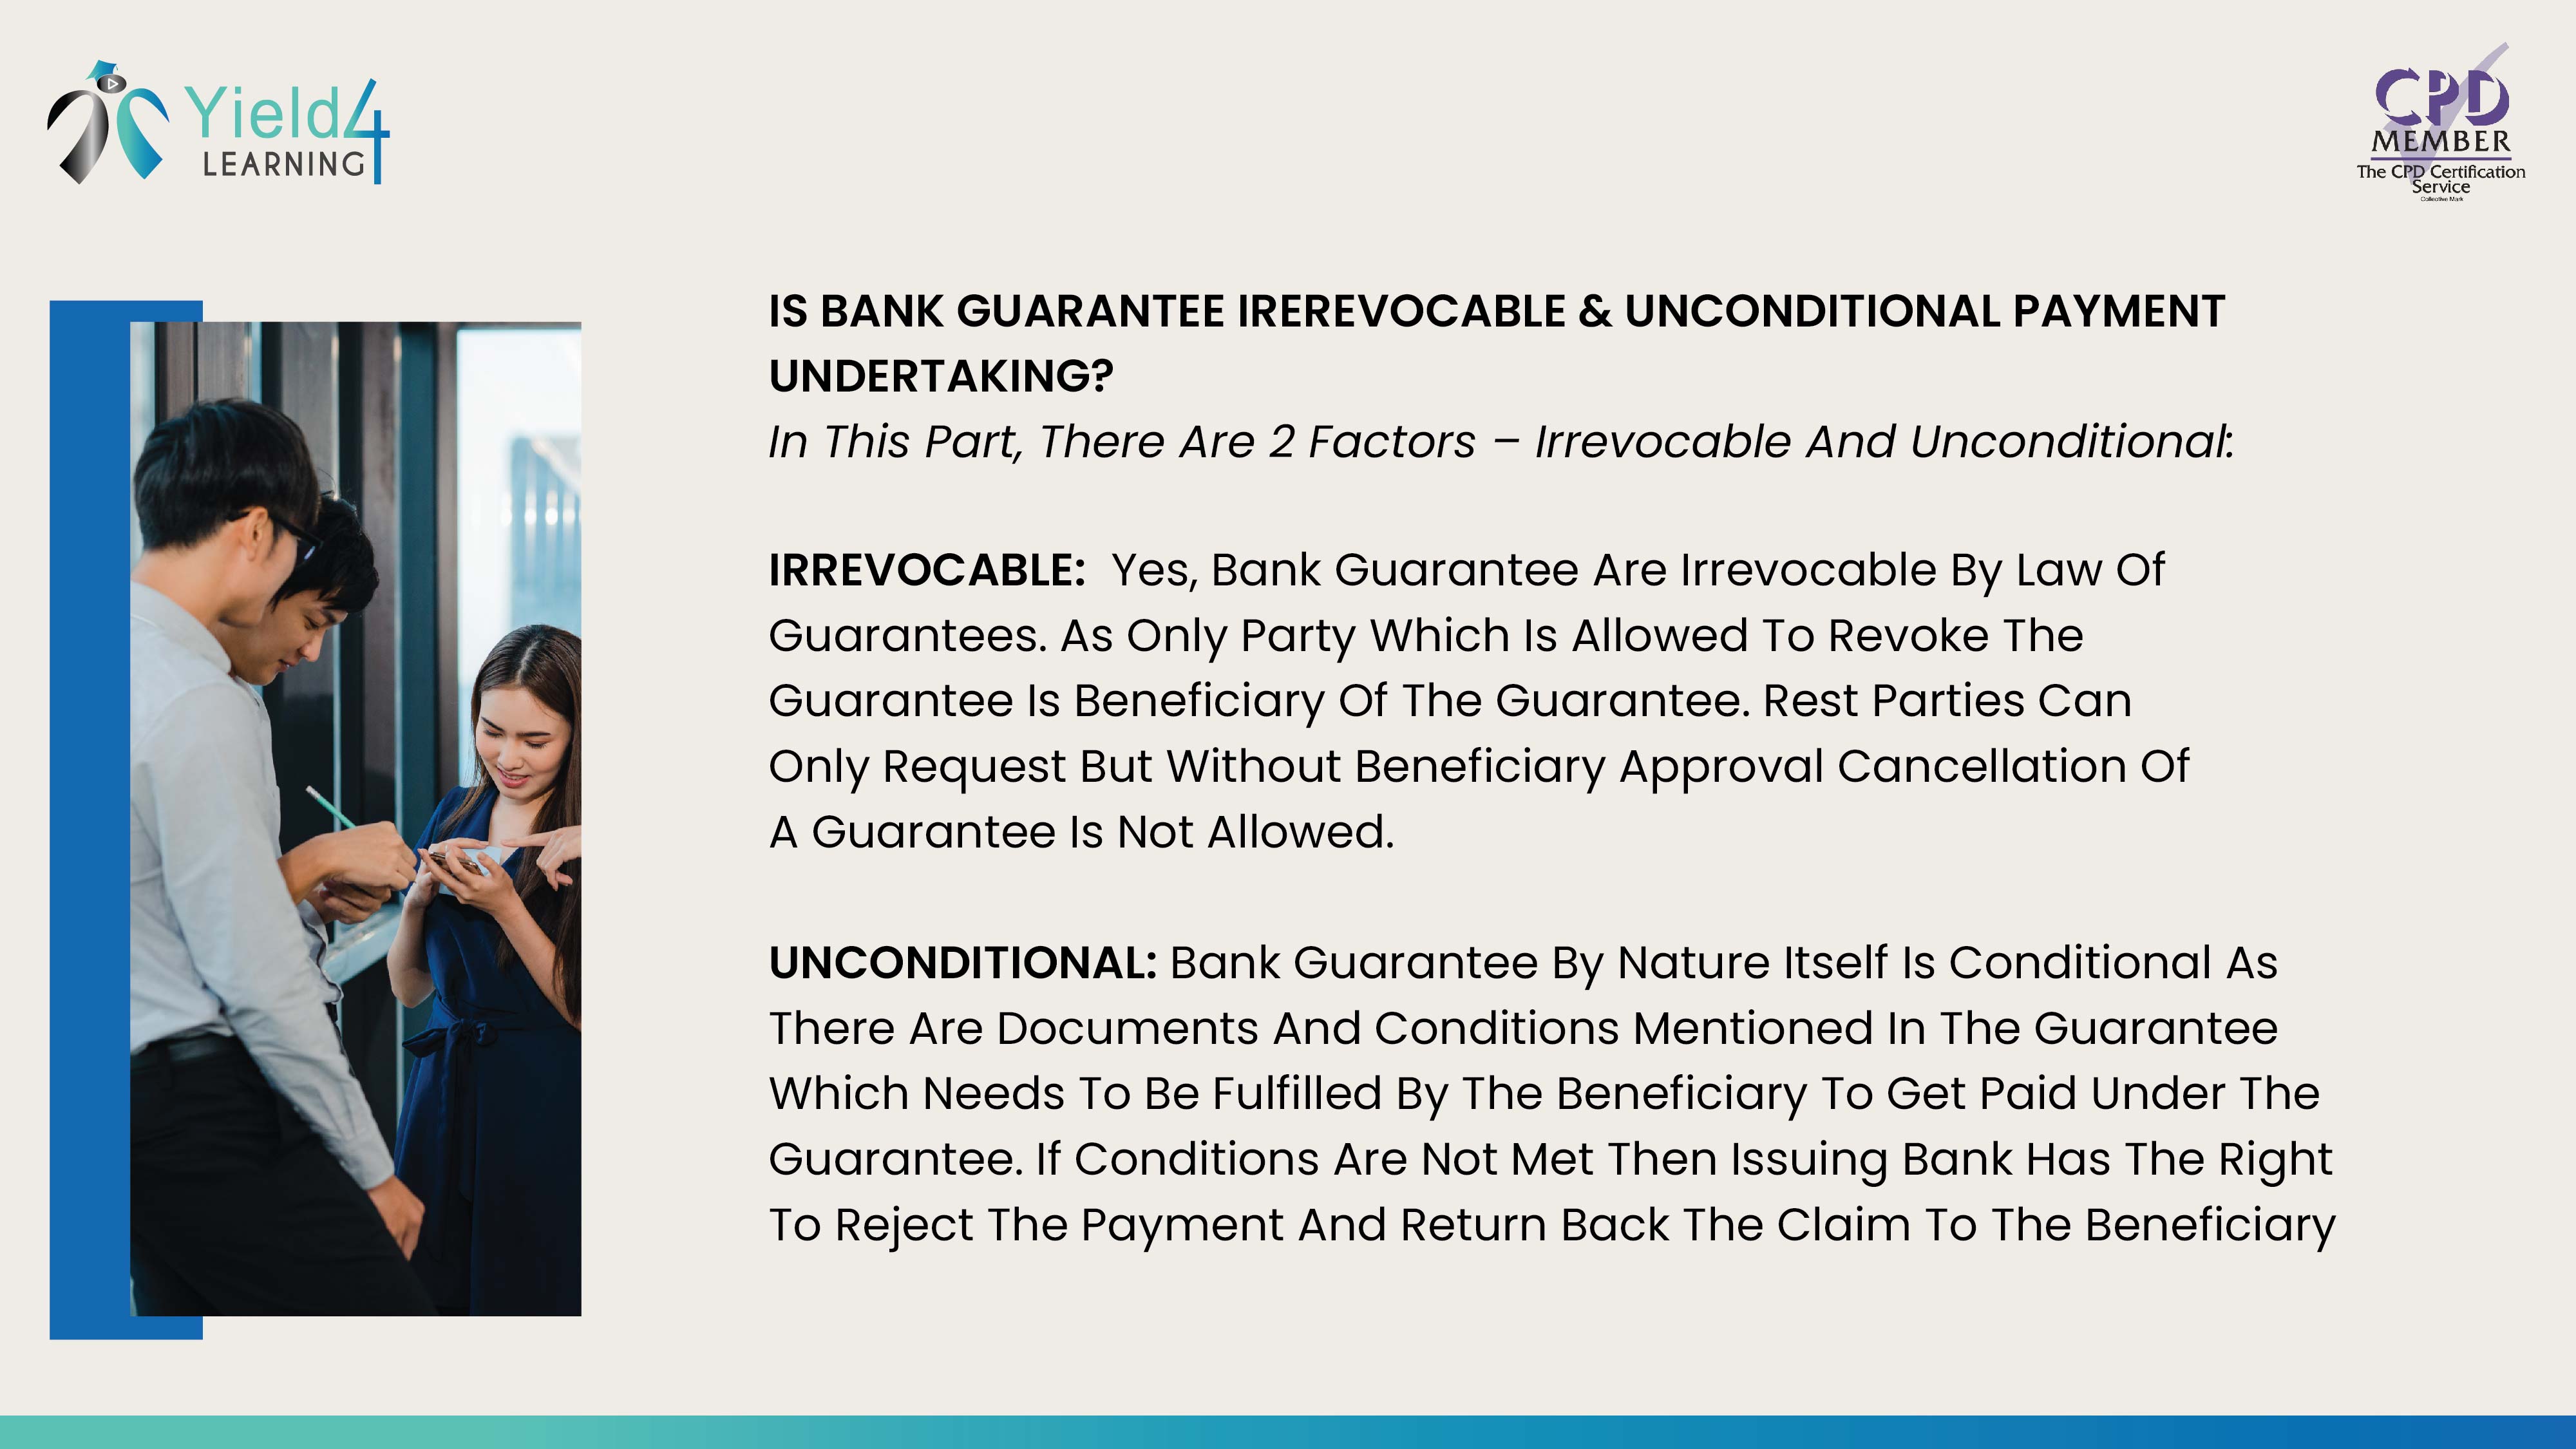 Yield4
LEARNING
CPD
MEMBER
The CPD Certification
Service
Collective Mark
IS BANK GUARANTEE IREREVOCABLE & UNCONDITIONAL PAYMENT
UNDERTAKING?
In This Part, There Are 2 Factors – Irrevocable And Unconditional:
IRREVOCABLE: Yes, Bank Guarantee Are Irrevocable By Law Of
Guarantees. As Only Party Which Is Allowed To Revoke The
Guarantee Is Beneficiary Of The Guarantee. Rest Parties Can
Only Request But Without Beneficiary Approval Cancellation Of
A Guarantee Is Not Allowed.
UNCONDITIONAL: Bank Guarantee By Nature Itself Is Conditional As
There Are Documents And Conditions Mentioned In The Guarantee
Which Needs To Be Fulfilled By The Beneficiary To Get Paid Under The
Guarantee. If Conditions Are Not Met Then Issuing Bank Has The Right
To Reject The Payment And Return Back The Claim To The Beneficiary